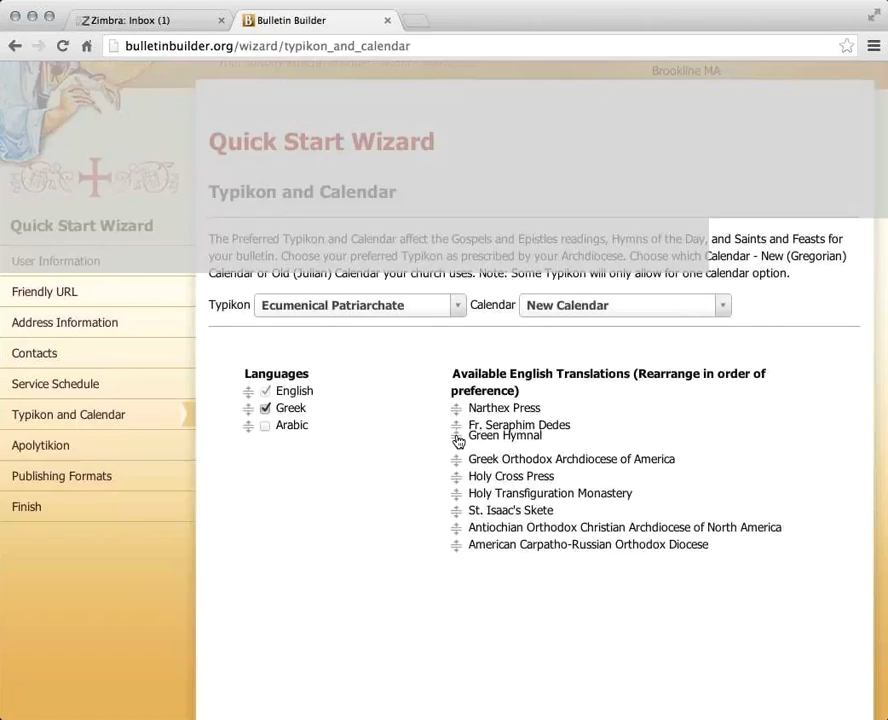 Zimbra: Inbox (1)
Bulletin Builder
bulletinbuilder.org/wizard/typikon_and_calendar
Brookline MA
Quick Start Wizard
Typikon and Calendar
Quick Start Wizard
User Information
Friendly URL
Address Information
Contacts
Service Schedule
Typikon and Calendar
Apolytikion
Publishing Formats
Finish
The Preferred Typikon and Calendar affect the Gospels and Epistles readings, Hymns of the Day, and Saints and Feasts for
your bulletin. Choose your preferred Typikon as prescribed by your Archdiocese. Choose which Calendar - New (Gregorian)
Calendar or Old (Julian) Calendar your church uses. Note: Some Typikon will only allow for one calendar option.
Typikon Ecumenical Patriarchate Calendar New Calendar
Languages
English
Greek
Arabic
Available English Translations (Rearrange in order of
preference)
Narthex Press
Fr. Seraphim Dedes
Green Hymnal
Greek Orthodox Archdiocese of America
Holy Cross Press
Holy Transfiguration Monastery
St. Isaac's Skete
Antiochian Orthodox Christian Archdiocese of North America
American Carpatho-Russian Orthodox Diocese